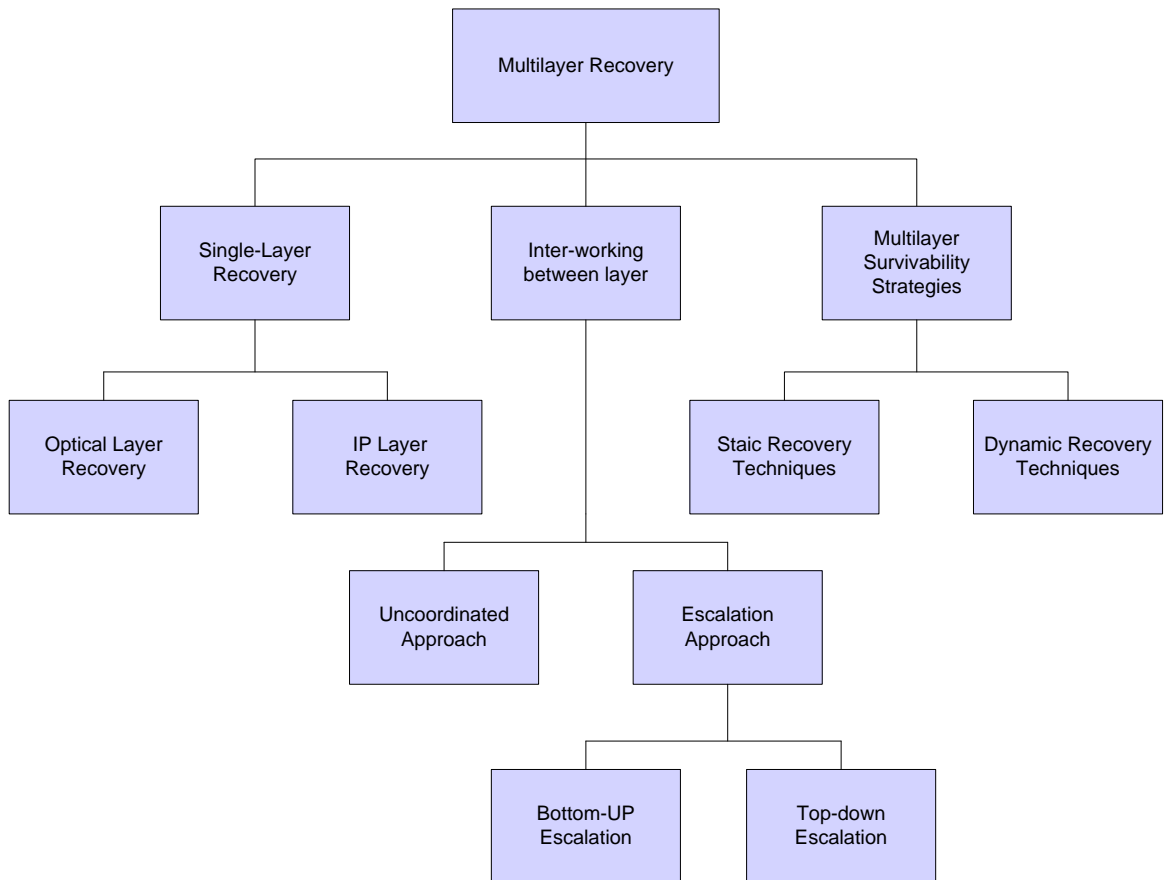 Multilayer Recovery
Single-Layer
Recovery
Inter-working
between layer
Multilayer
Survivability
Strategies
Optical Layer
Recovery
IP Layer
Recovery
Staic Recovery
Techniques
Dynamic Recovery
Techniques
Uncoordinated
Approach
Escalation
Approach
Bottom-UP
Escalation
Top-down
Escalation